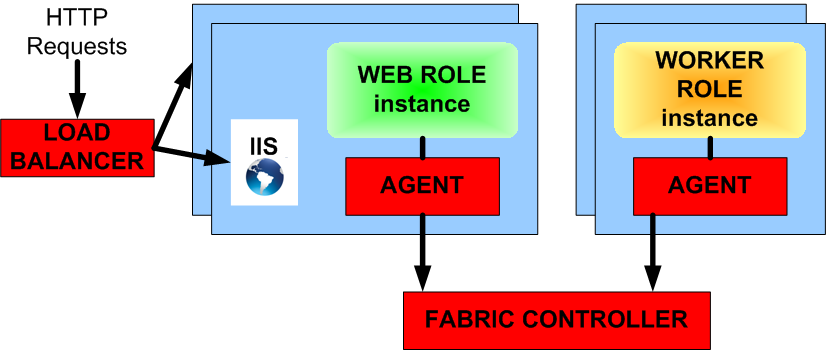 HTTP
Requests
LOAD
BALANCER
IIS
WEB ROLE
instance
AGENT
WORKER
ROLE
instance
AGENT
FABRIC CONTROLLER